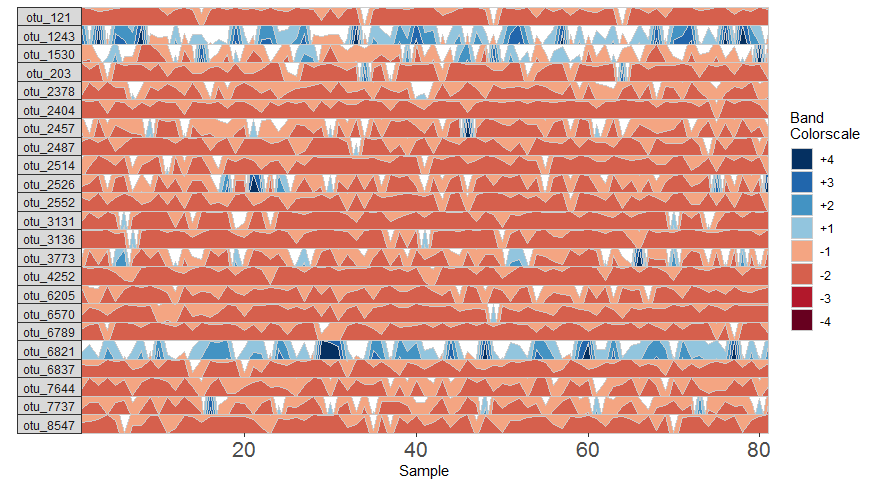 otu_121
otu_1243
otu_1530
otu_203
otu_2378
otu_2404
otu_2457
otu_2487
otu_2514
otu_2526
otu_2552
otu_3131
otu_3136
otu_3773
otu_4252
otu_6205
otu_6570
otu_6789
otu_6821
otu_6837
otu_7644
otu_7737
otu_8547
20 40 60 80
Sample
Band
Colorscale
+4
+3
+2
+1
-1
-2
-3
-4